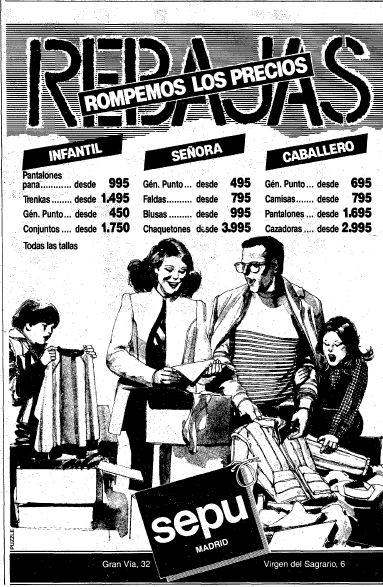 REBAJAS
ROMPEMOS LOS PRECIOS
INFANTIL
Pantalones
pana............ desde 995
Trenkas........ desde 1.495
Gén. Punto... desde 450
Conjuntos .... desde 1.750
Todas las tallas
SEÑORA
Gén. Punto... desde 495
Faldas........... desde 795
Blusas .......... desde 995
Chaquetones desde 3.995
CABALLERO
Gén. Punto... desde 695
Camisas........ desde 795
Pantalones ... desde 1.695
Cazadoras .... desde 2.995
PUZZLE
sepu
MADRID
Gran Vía, 32
Virgen del Sagrario, 6